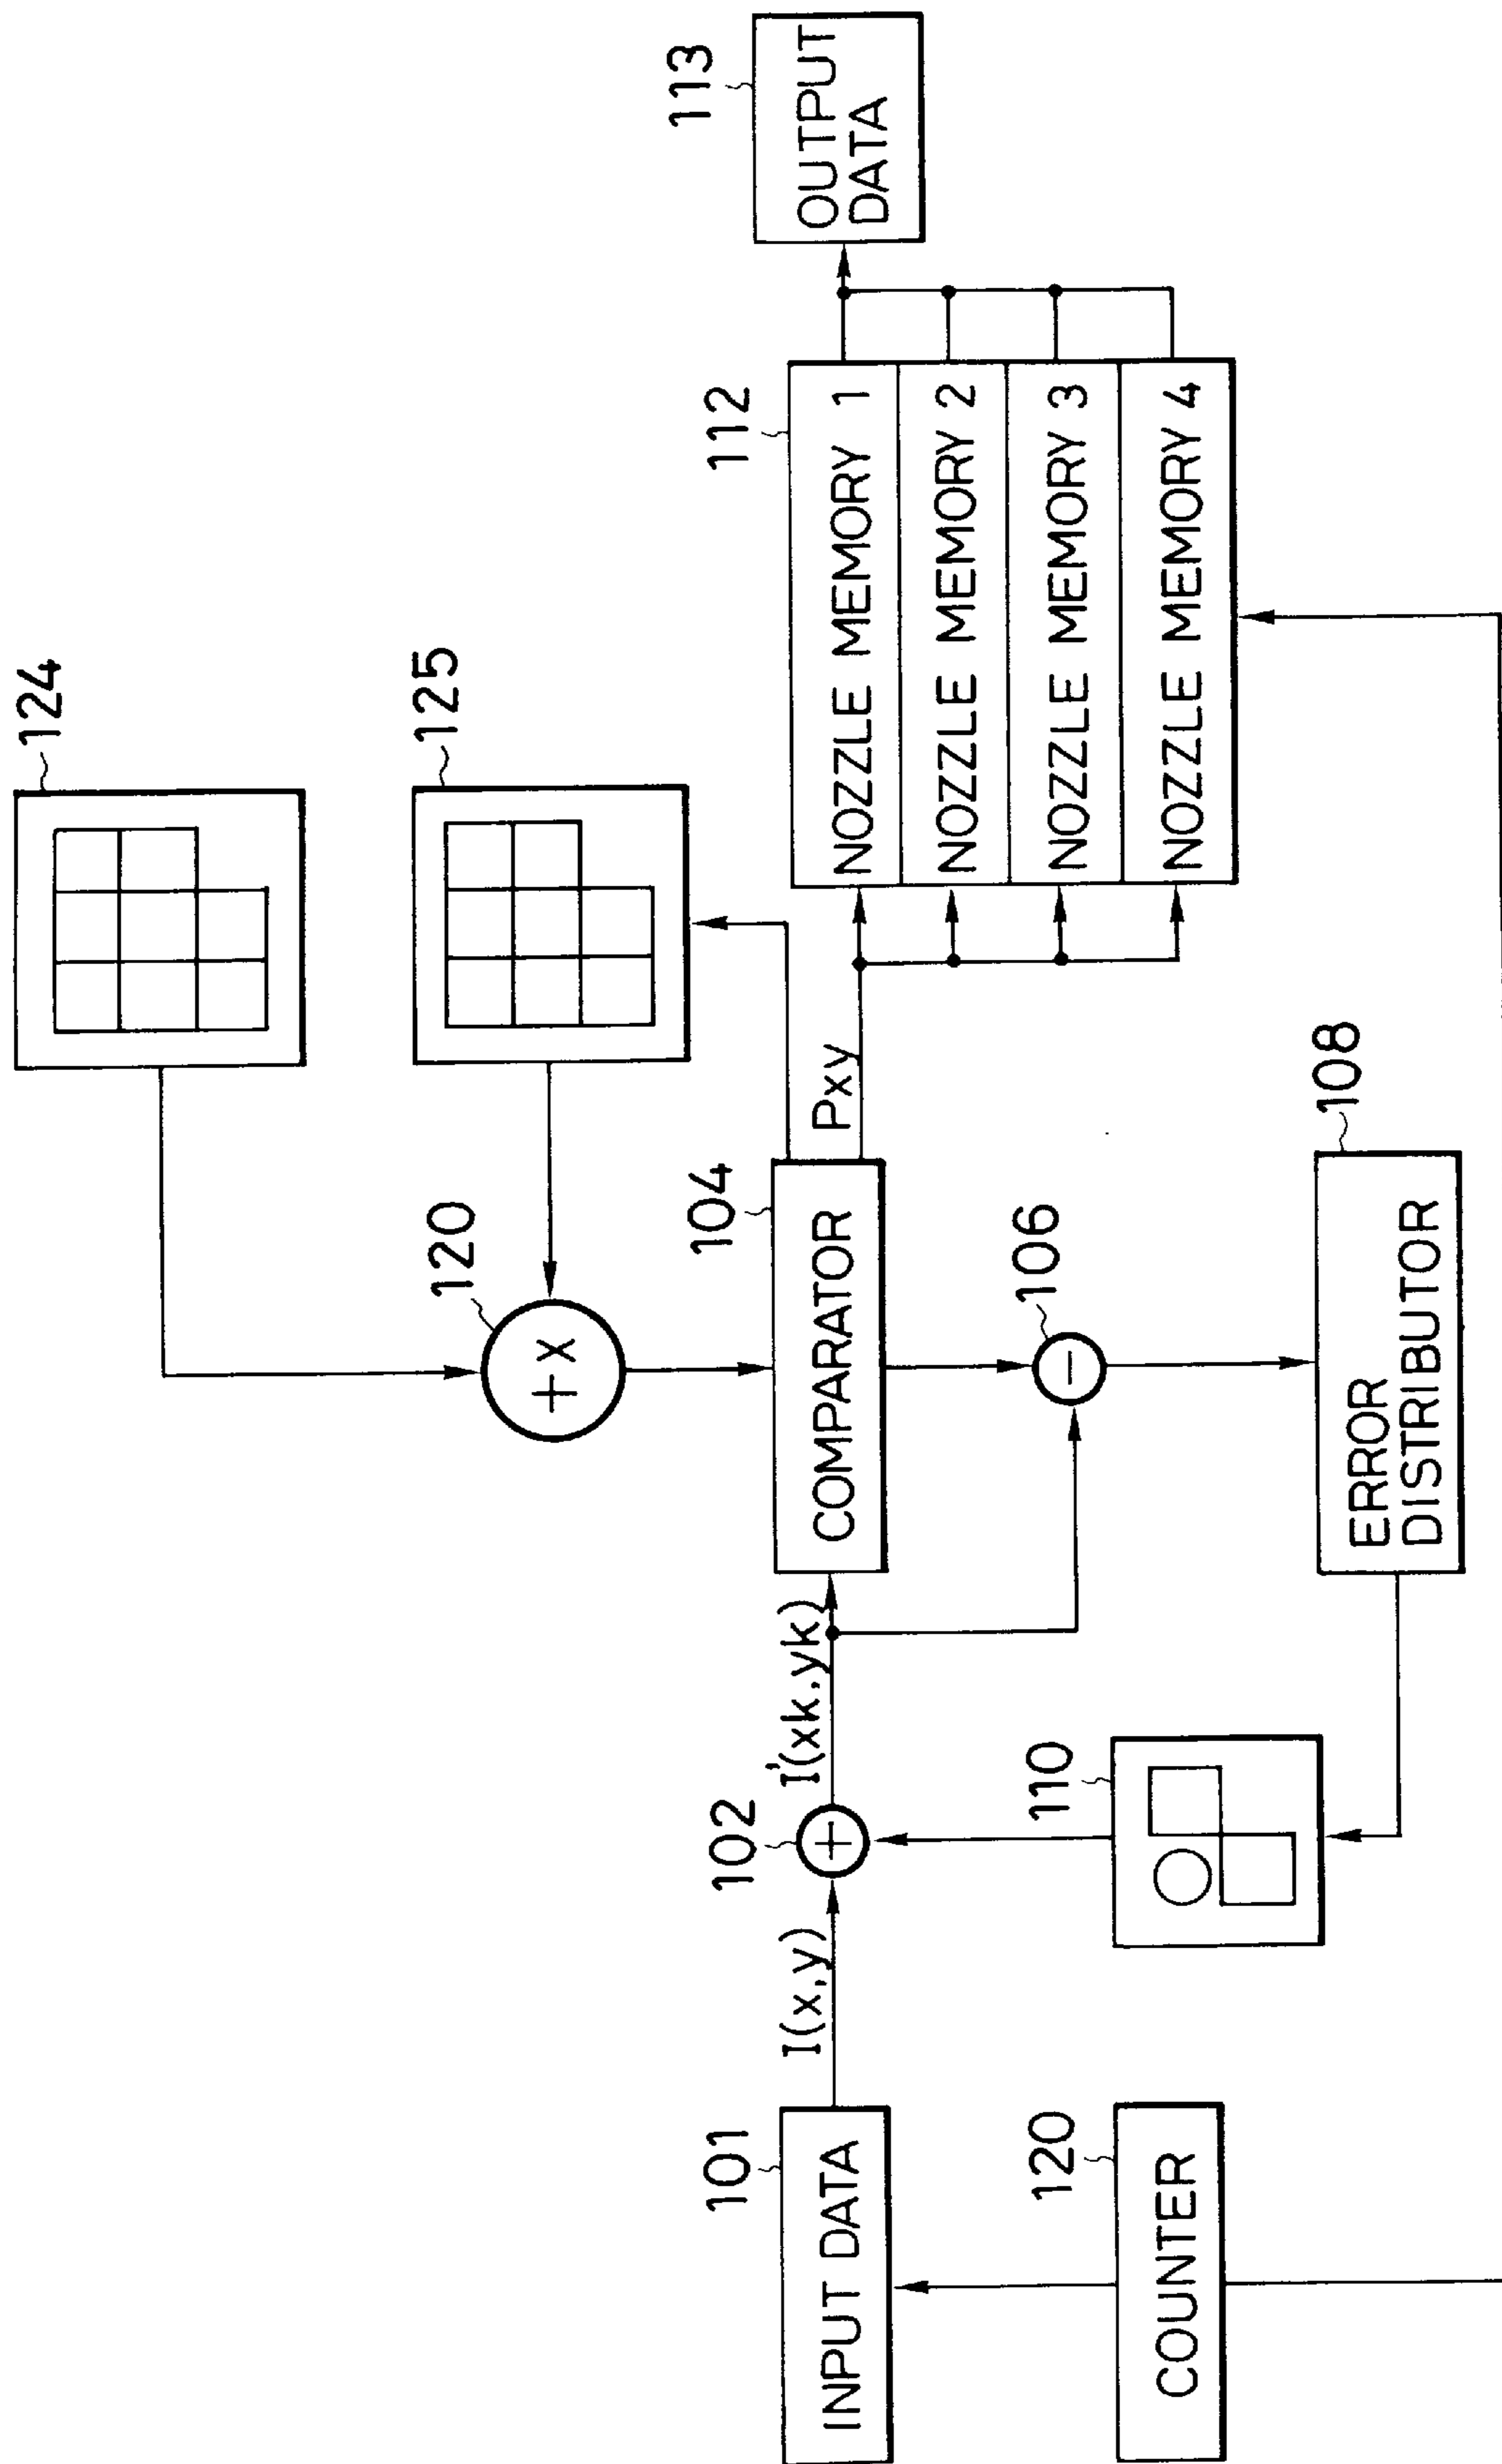 124
125
120
+ X
113
OUTPUT
DATA
112
NOZZLE MEMORY 1
NOZZLE MEMORY 2
NOZZLE MEMORY 3
NOZZLE MEMORY 4
101
INPUT DATA
I(x,y)
102
+
I'(xk,yk)
104
COMPARATOR
Pxy
106
−
120
COUNTER
110
108
ERROR
DISTRIBUTOR